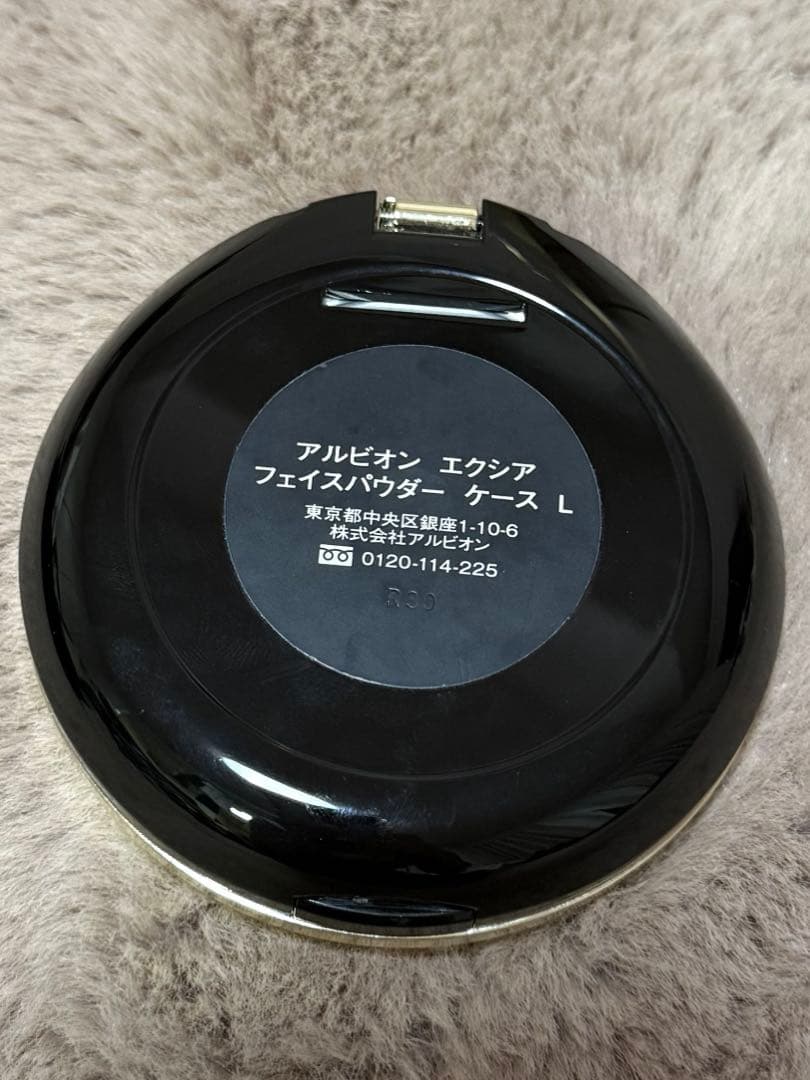 アルビオン エクシア
フェイスパウダー ケース L
東京都中央区銀座1-10-6
株式会社アルビオン
0120-114-225